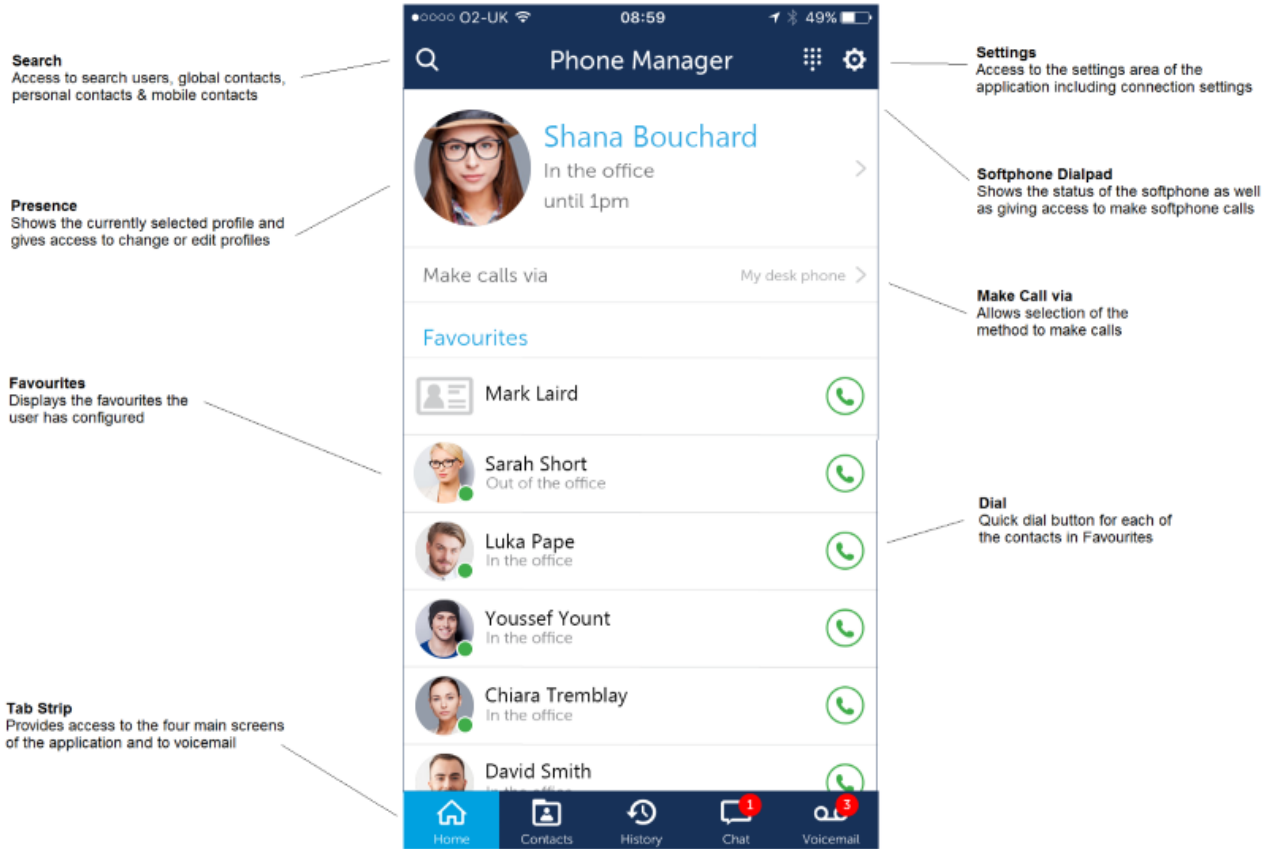 ●○○○○ O2-UK 08:59 49%
Phone Manager
Search
Access to search users, global contacts,
personal contacts & mobile contacts
Settings
Access to the settings area of the
application including connection settings
Shana Bouchard
In the office
until 1pm
Softphone Dialpad
Shows the status of the softphone as well
as giving access to make softphone calls
Presence
Shows the currently selected profile and
gives access to change or edit profiles
Make calls via My desk phone
Make Call via
Allows selection of the
method to make calls
Favourites
Favourites
Displays the favourites the
user has configured
Mark Laird
Sarah Short
Out of the office
Dial
Quick dial button for each of
the contacts in Favourites
Luka Pape
In the office
Youssef Yount
In the office
Chiara Tremblay
In the office
Tab Strip
Provides access to the four main screens
of the application and to voicemail
David Smith
In the office
1 3
Home Contacts History Chat Voicemail